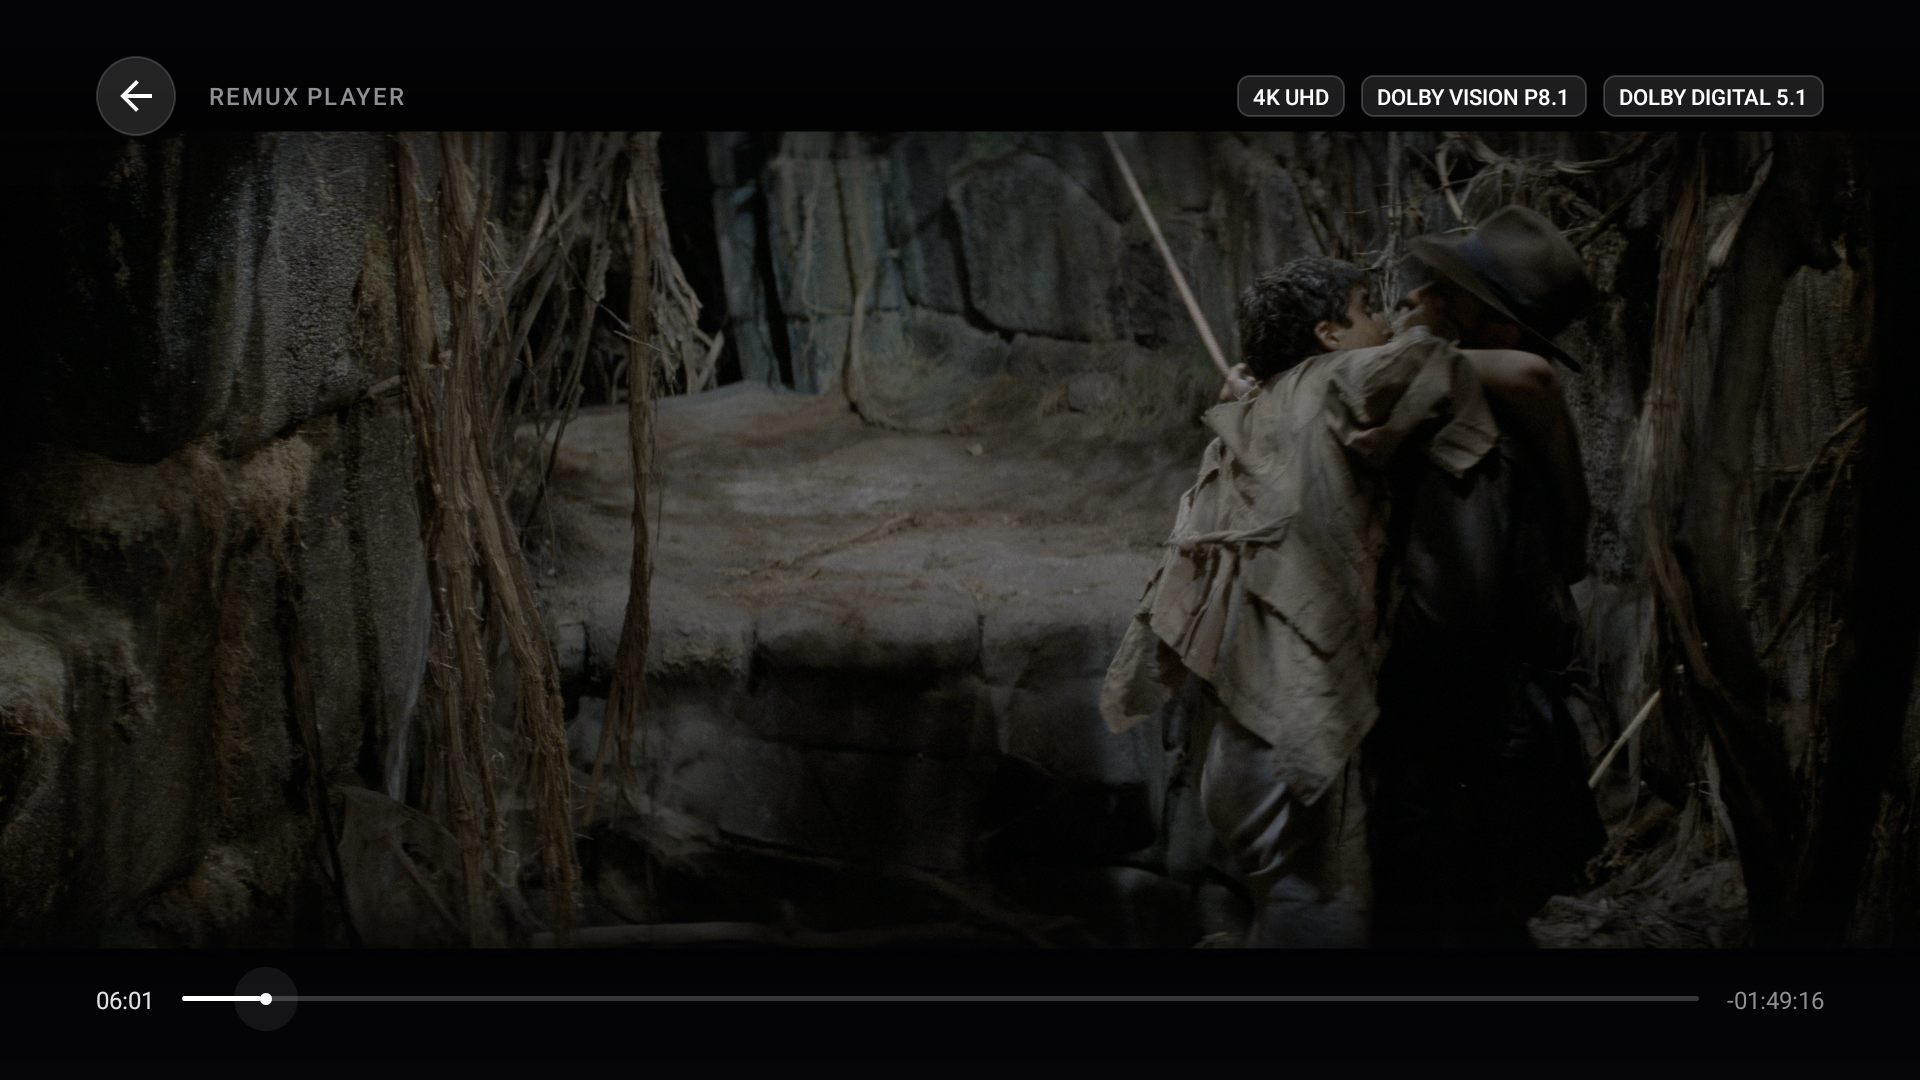 REMUX PLAYER
4K UHD
DOLBY VISION P8.1
DOLBY DIGITAL 5.1
06:01
-01:49:16